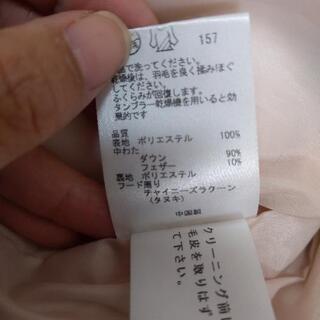 157
で洗ってください。
乾燥後は、羽毛を良く揉みほぐ
してください。
ふくらみが回復します。
タンブラー乾燥機を用いると効
果的です
品質
表地 ポリエステル 100%
中わた
ダウン 90%
フェザー 10%
裏地 ポリエステル
フード周り
チャイニーズラクーン
(タヌキ)
中国
クリーニング前
毛皮を取りはず
て下さい。